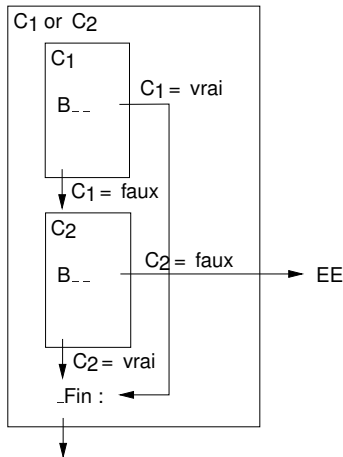 C1 or C2
C1
B_ _
C1 = vrai
C1 = faux
C2
B_ _
C2 = faux
EE
C2 = vrai
_Fin :